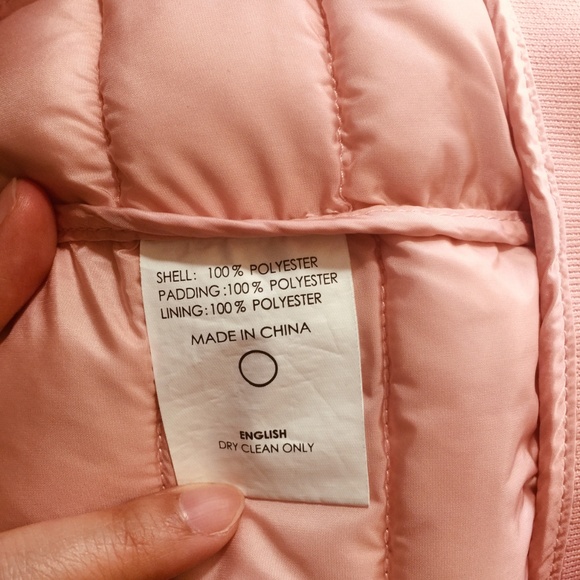 SHELL: 100% POLYESTER
PADDING:100% POLYESTER
LINING:100% POLYESTER
MADE IN CHINA
ENGLISH
DRY CLEAN ONLY